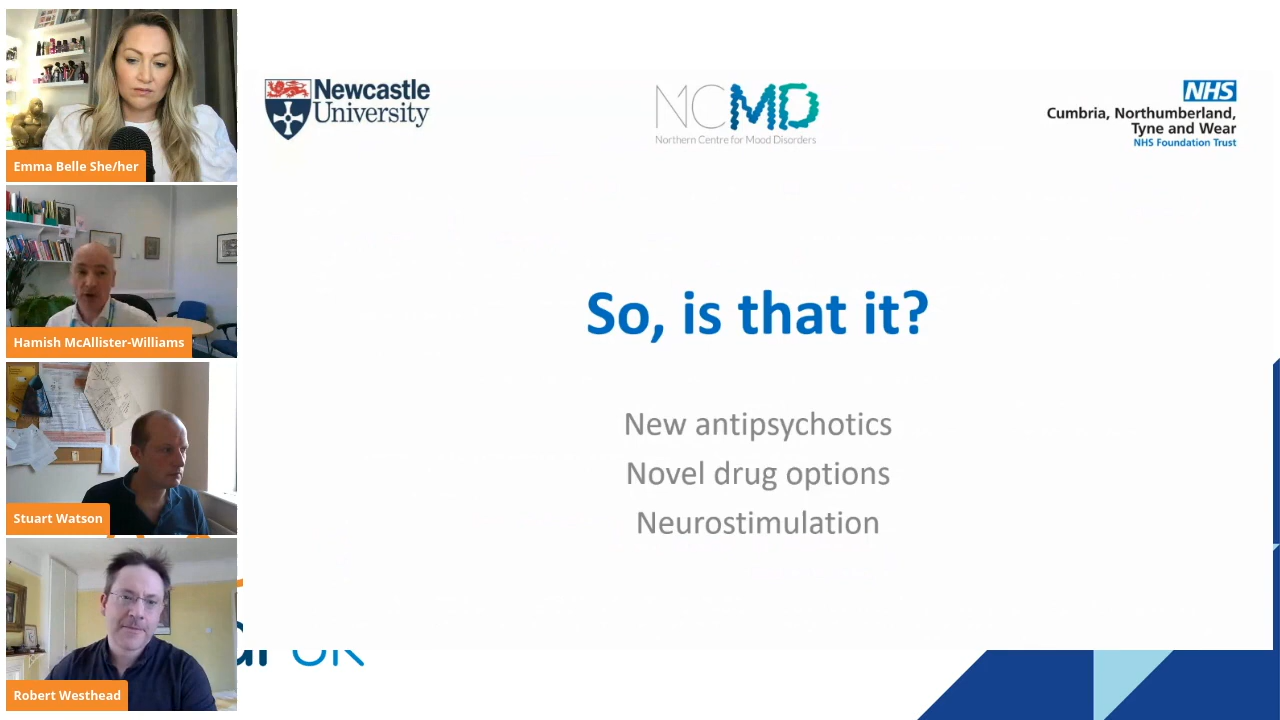 Emma Belle She/her
Hamish McAllister-Williams
Stuart Watson
Robert Westhead
Newcastle
University
NCMD
Northern Centre for Mood Disorders
NHS
Cumbria, Northumberland,
Tyne and Wear
NHS Foundation Trust
So, is that it?
New antipsychotics
Novel drug options
Neurostimulation
UK